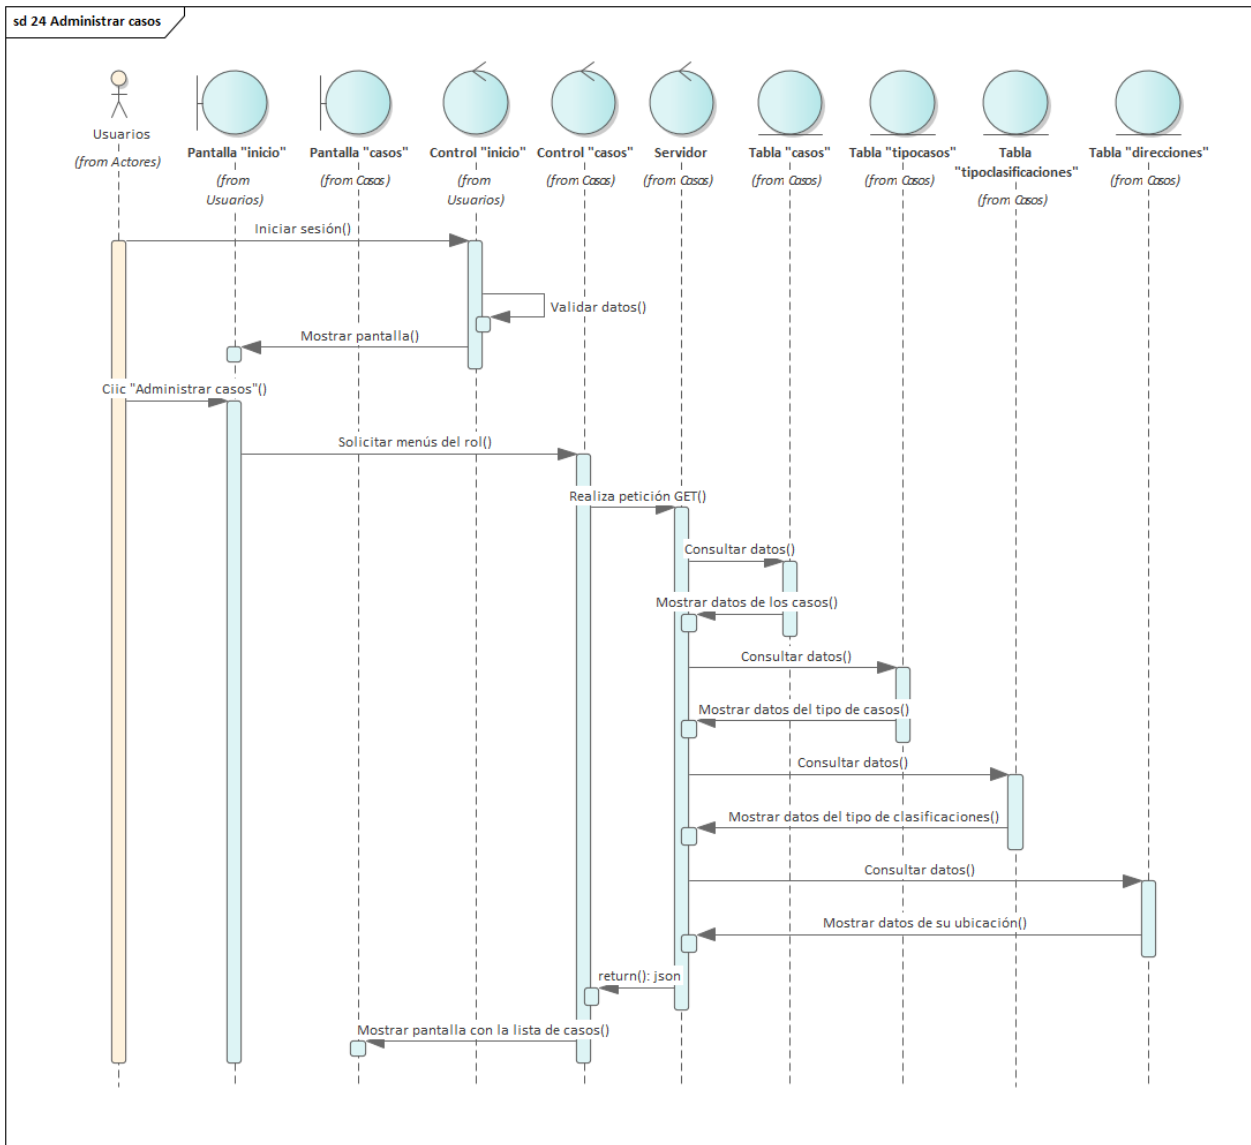 sd 24 Administrar casos
Usuarios
(from Actores)
Pantalla "inicio"
(from
Usuarios)
Pantalla "casos"
(from Casos)
Control "inicio"
(from
Usuarios)
Control "casos"
(from Casos)
Servidor
(from Casos)
Tabla "casos"
(from Casos)
Tabla "tipocasos"
(from Casos)
Tabla
"tipoclasificaciones"
(from Casos)
Tabla "direcciones"
(from Casos)
Iniciar sesión()
Validar datos()
Mostrar pantalla()
Ciic "Administrar casos"()
Solicitar menús del rol()
Realiza petición GET()
Consultar datos()
Mostrar datos de los casos()
Consultar datos()
Mostrar datos del tipo de casos()
Consultar datos()
Mostrar datos del tipo de clasificaciones()
Consultar datos()
Mostrar datos de su ubicación()
return(): json
Mostrar pantalla con la lista de casos()